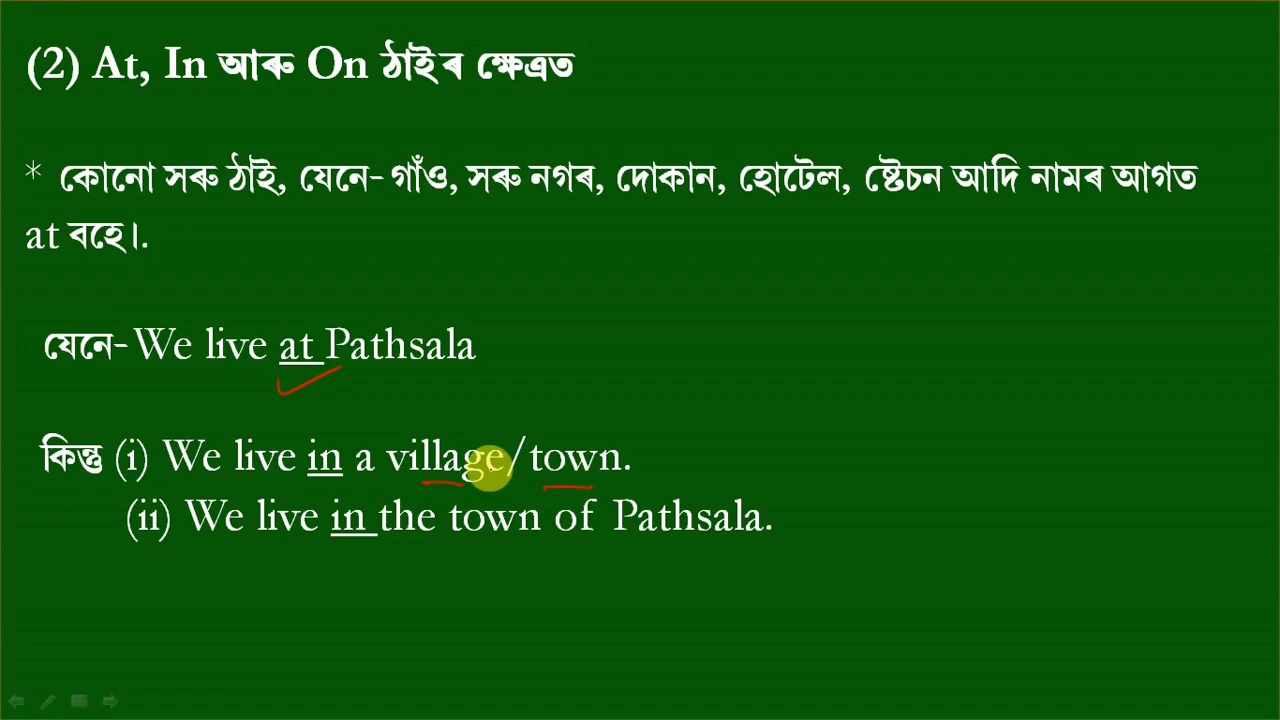 (2) At, In আৰু On ঠাইৰ ক্ষেত্ৰত
* কোনো সৰু ঠাই, যেনে- গাঁও, সৰু নগৰ, দোকান, হোটেল, ষ্টেচন আদি নামৰ আগত
at বহে।.
যেনে- We live at Pathsala
কিন্তু (i) We live in a village/town.
(ii) We live in the town of Pathsala.